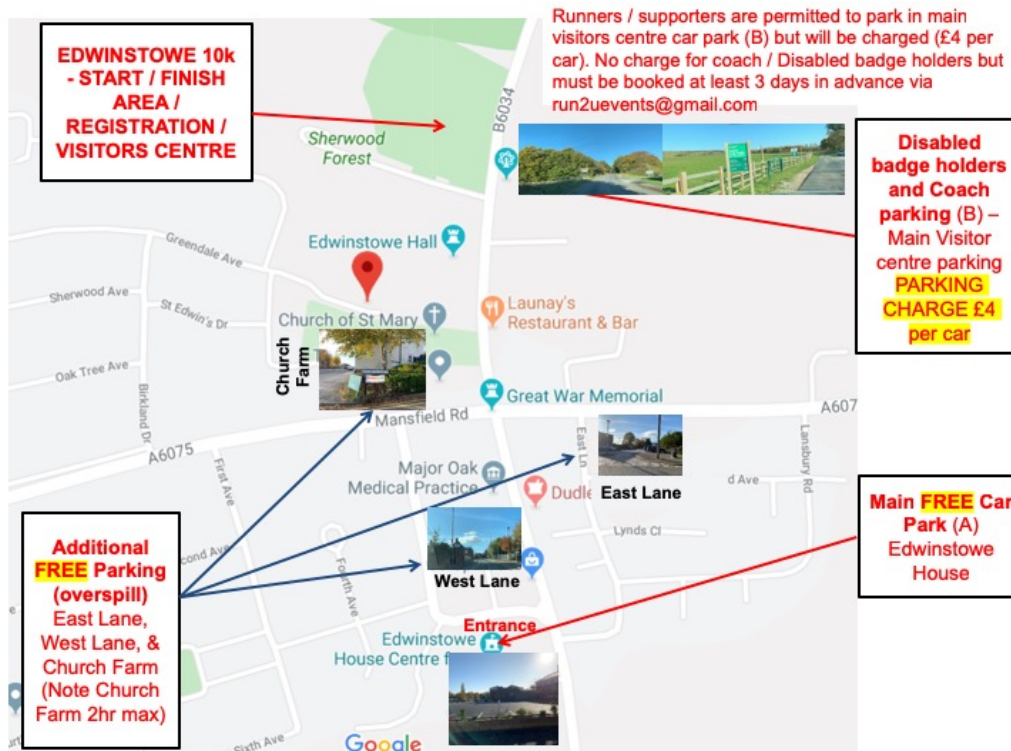 Runners / supporters are permitted to park in main
visitors centre car park (B) but will be charged (£4 per
car). No charge for coach / Disabled badge holders but
must be booked at least 3 days in advance via
run2uevents@gmail.com
EDWINSTOWE 10k
- START / FINISH
AREA /
REGISTRATION /
VISITORS CENTRE
B6034
Sherwood
Forest
Disabled
badge holders
and Coach
parking (B) –
Main Visitor
centre parking
PARKING
CHARGE £4
per car
Edwinstowe Hall
Greendale Ave
Sherwood Ave
St Edwin's Dr
Launay's
Restaurant & Bar
Church of St Mary
Church
Farm
Oak Tree Ave
Birkland Dr
Great War Memorial
Mansfield Rd
A607
A6075
First Ave
East Ln
Lansbury Rd
Major Oak
Medical Practice
d Ave
Dudle
East Lane
Lynds Cl
Main FREE Car
Park (A)
Edwinstowe
House
Additional
FREE Parking
(overspill)
East Lane,
West Lane, &
Church Farm
(Note Church
Farm 2hr max)
cond Ave
Fourth Ave
West Lane
Entrance
Edwinstowe
House Centre f
Sixth Ave
Google